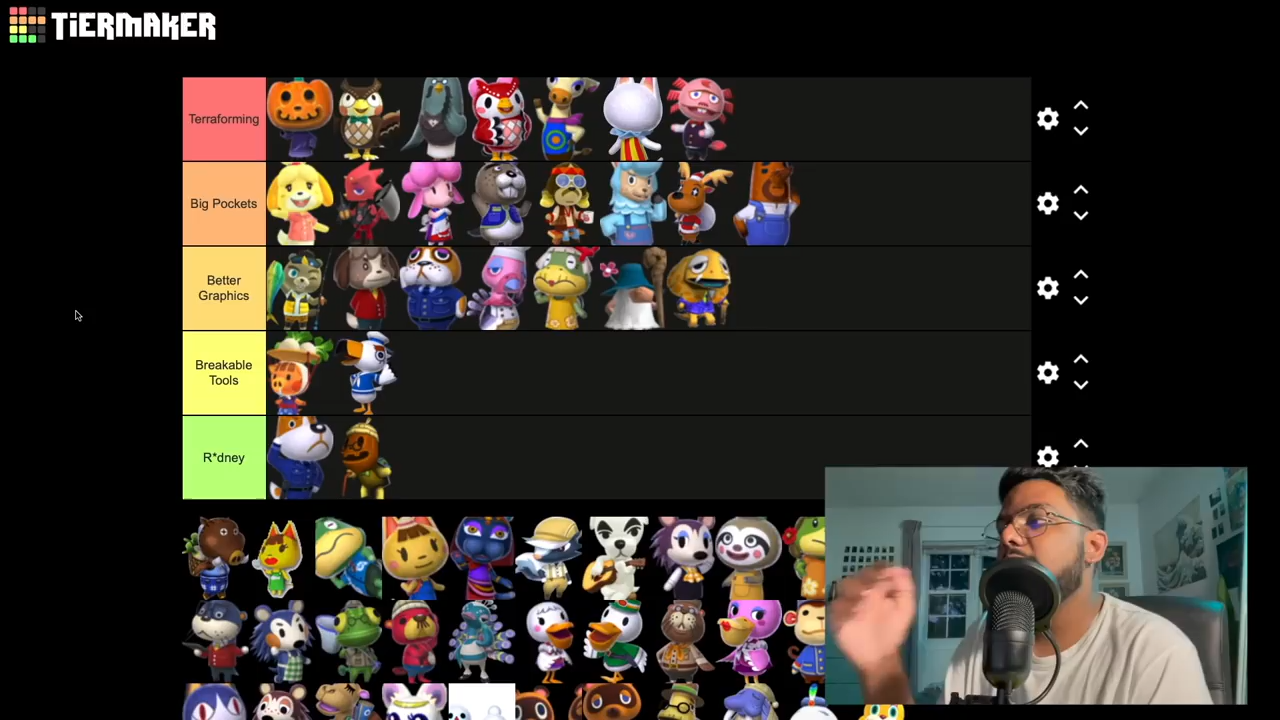 TiERMAKER
Terraforming
Big Pockets
Better
Graphics
Breakable
Tools
R*dney